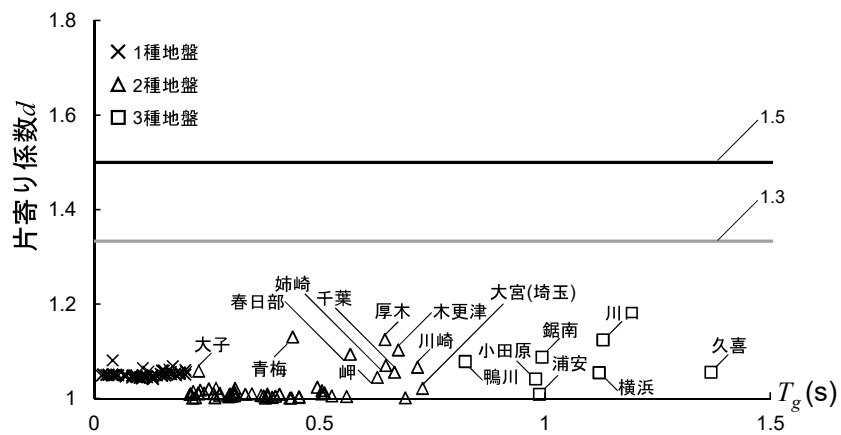 1.8
1.6
1.4
1.2
1
片寄り係数d
1種地盤
2種地盤
3種地盤
1.5
1.3
姉崎
千葉
大宮(埼玉)
春日部
厚木
木更津
川
大子
青梅
岬
川崎
小田原
鋸南
鴨川
浦安
横浜
久喜
0
0.5
1
1.5
Tg(s)